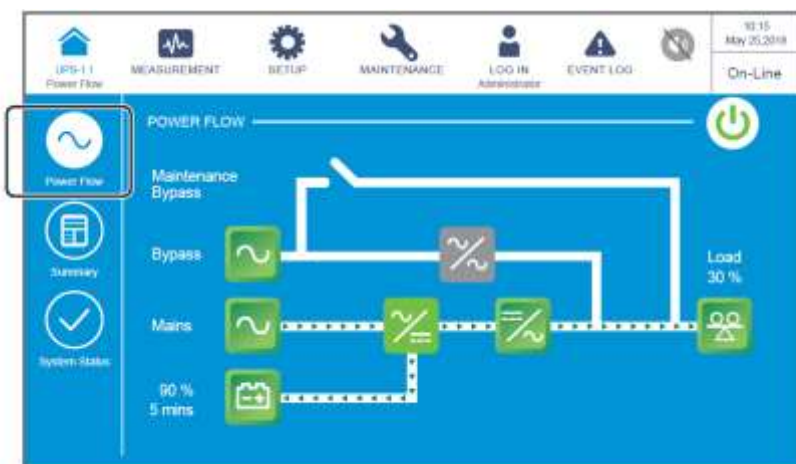 10:15
May 25,2018
UPS-1 1
Power Flow
MEASUREMENT
SETUP
MAINTENANCE
LOG IN
Administrator
EVENT LOG
On-Line
POWER FLOW
Power Flow
Maintenance
Bypass
Summary
Bypass
Load
30 %
Mains
System Status
90 %
5 mins